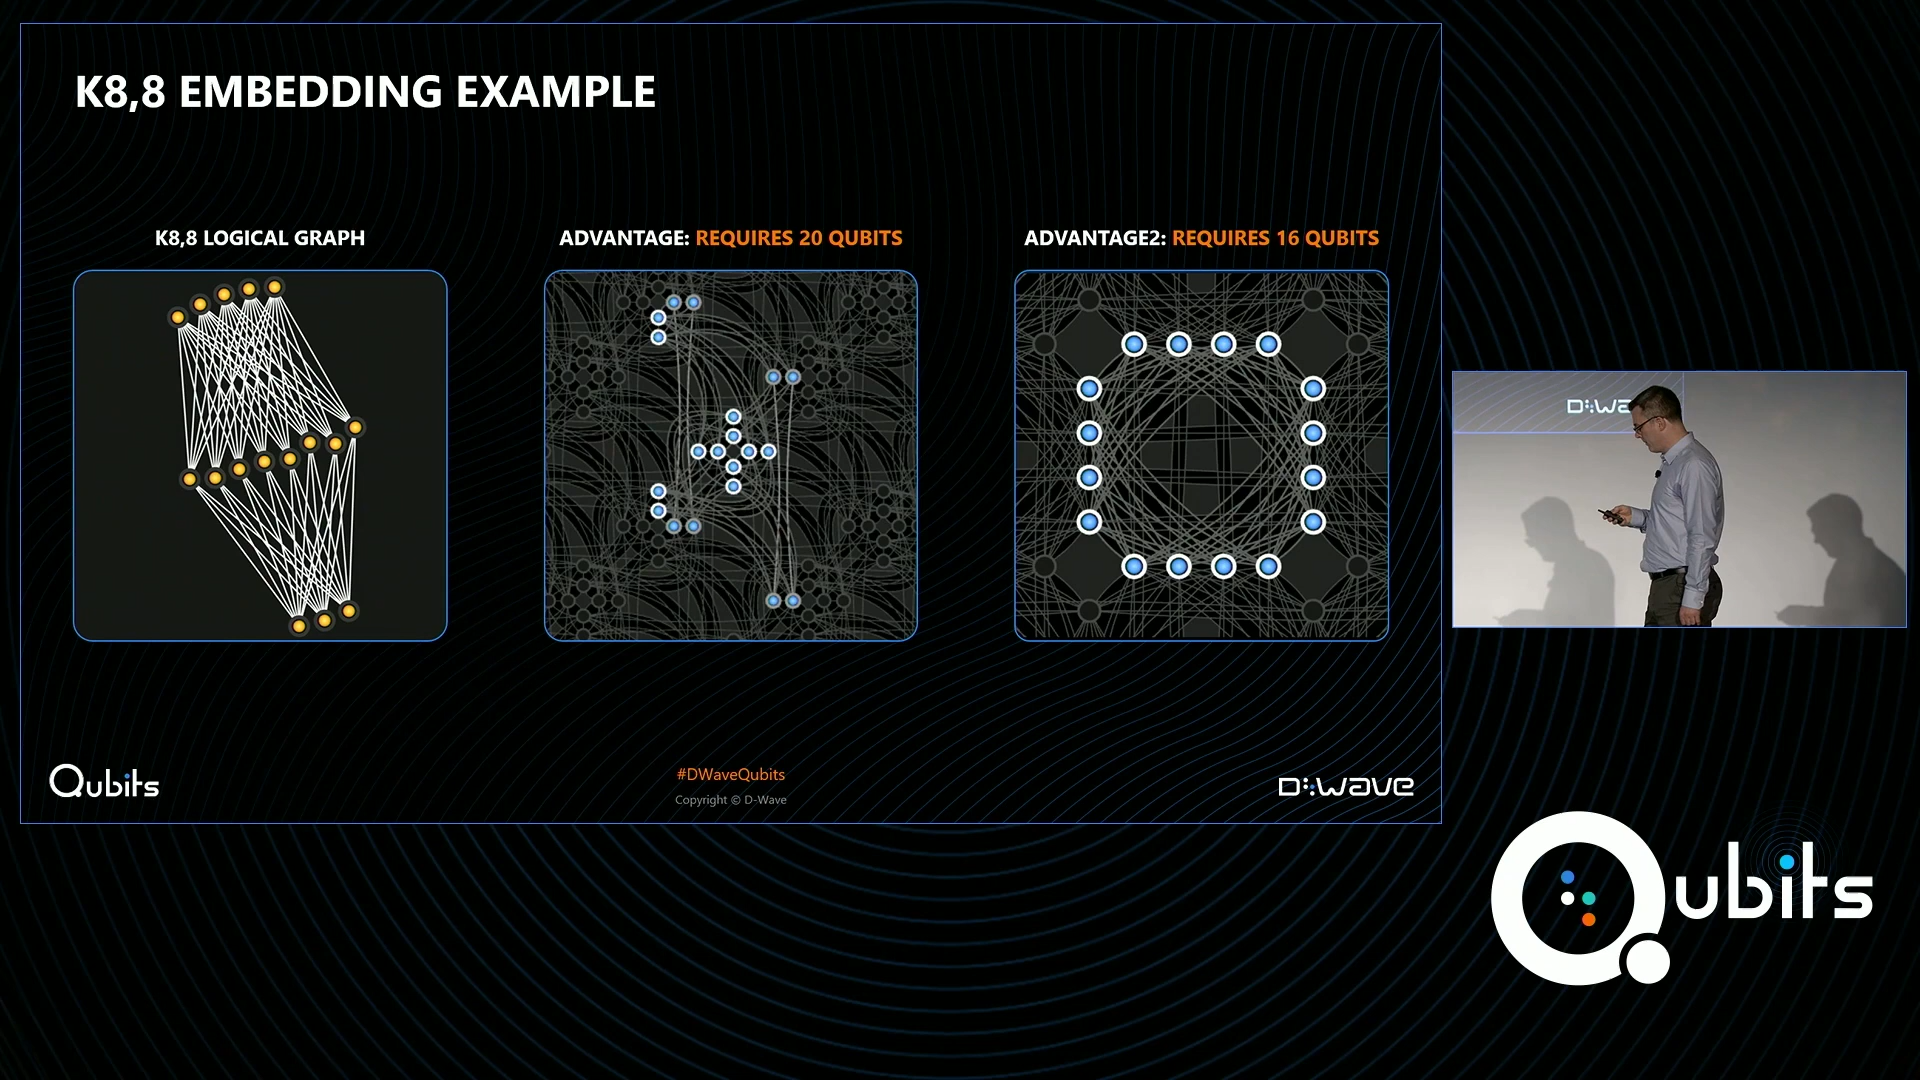 K8,8 EMBEDDING EXAMPLE
K8,8 LOGICAL GRAPH
ADVANTAGE: REQUIRES 20 QUBITS
ADVANTAGE2: REQUIRES 16 QUBITS
Qubits
#DWaveQubits
Copyright © D-Wave
D:WAVE
D:WA
Qubits